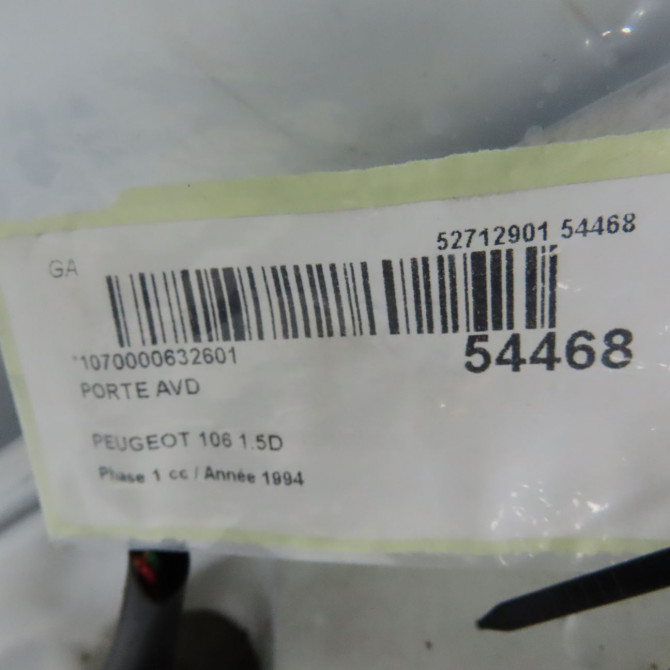 52712901 54468
GA
*1070000632601
54468
PORTE AVD
PEUGEOT 106 1.5D
Phase 1 cc / Année 1994